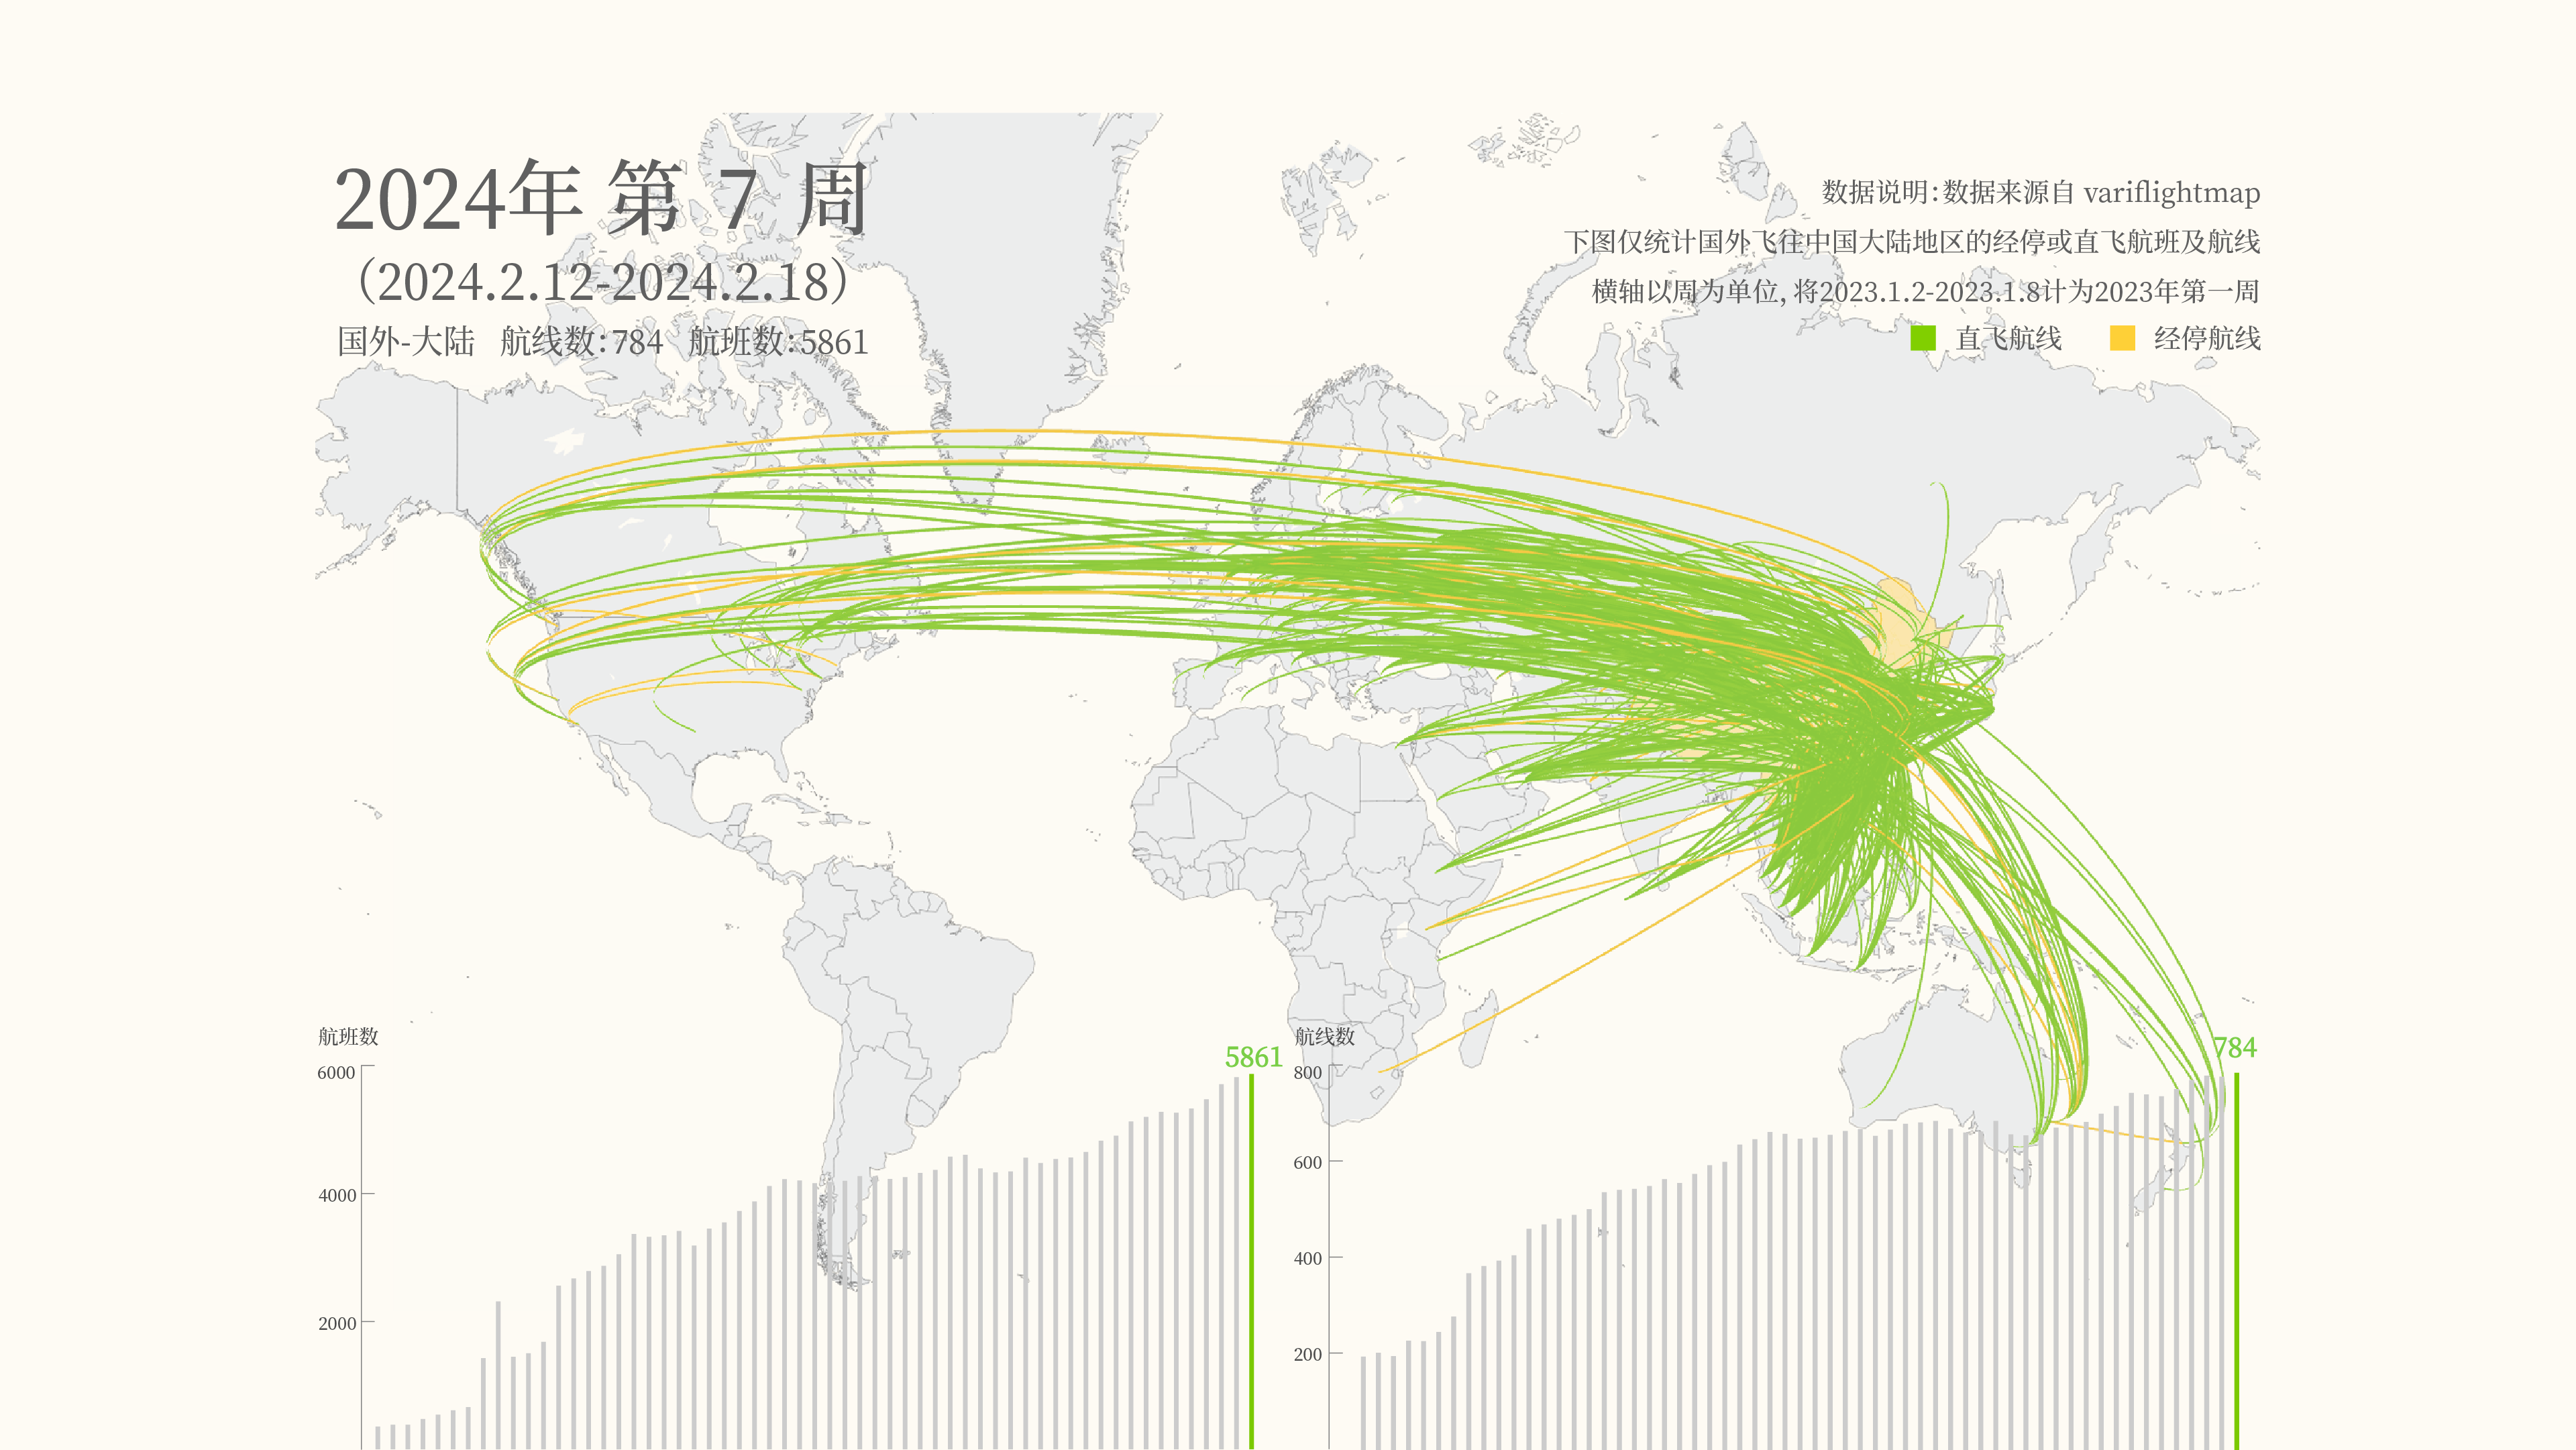 2024年 第 7 周
（2024.2.12-2024.2.18）
国外-大陆 航线数：784 航班数：5861
数据说明：数据来源自 variflightmap
下图仅统计国外飞往中国大陆地区的经停或直飞航班及航线
横轴以周为单位，将2023.1.2-2023.1.8计为2023年第一周
直飞航线 经停航线
航班数
5861
6000
4000
2000
航线数
784
800
600
400
200